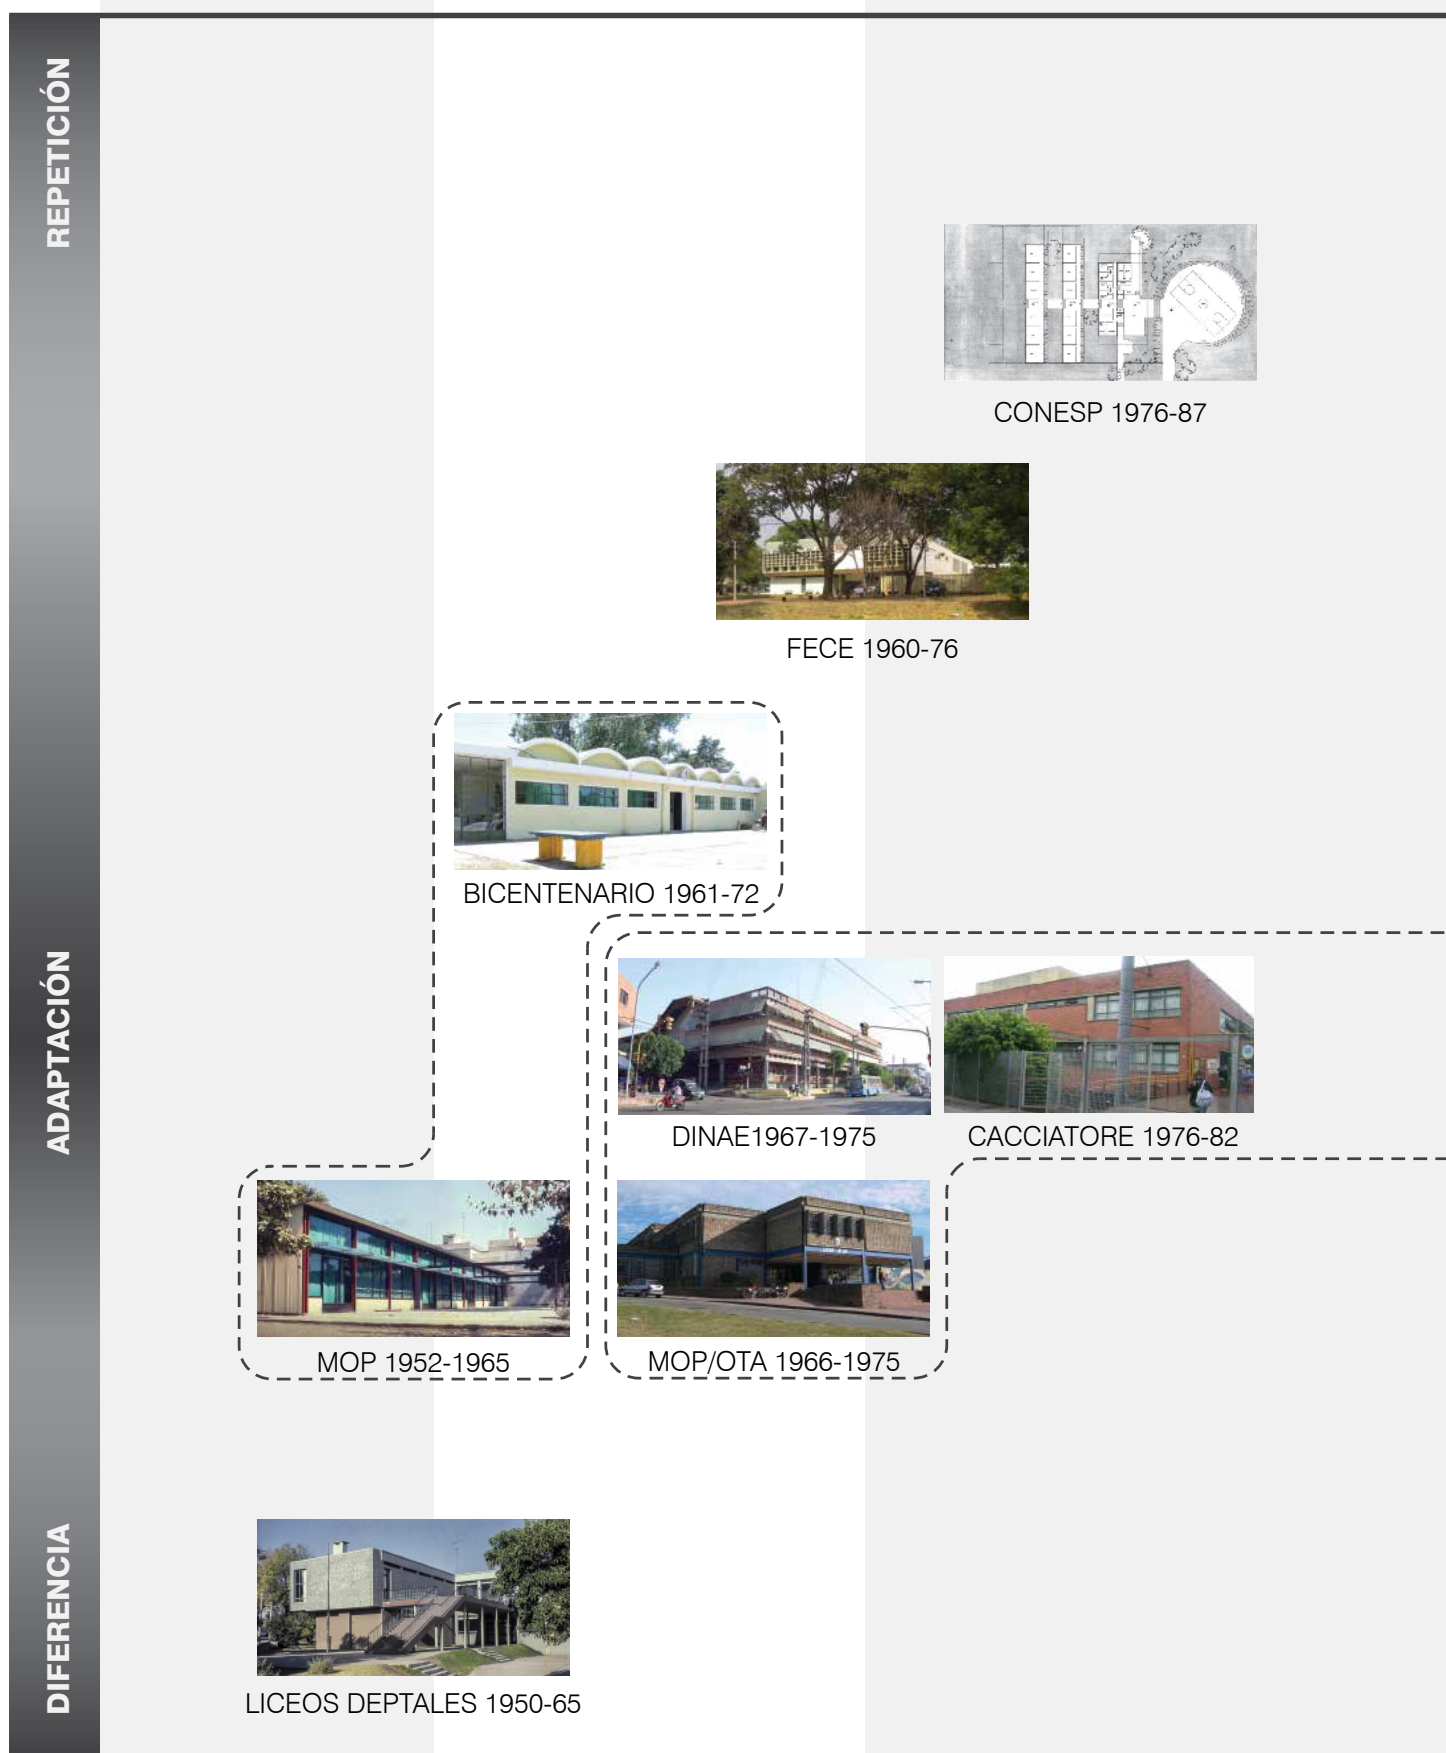 REPETICIÓN
CONESP 1976-87
FECE 1960-76
BICENTENARIO 1961-72
ADAPTACIÓN
DINAE1967-1975
CACCIATORE 1976-82
MOP 1952-1965
MOP/OTA 1966-1975
DIFERENCIA
LICEOS DEPTALES 1950-65